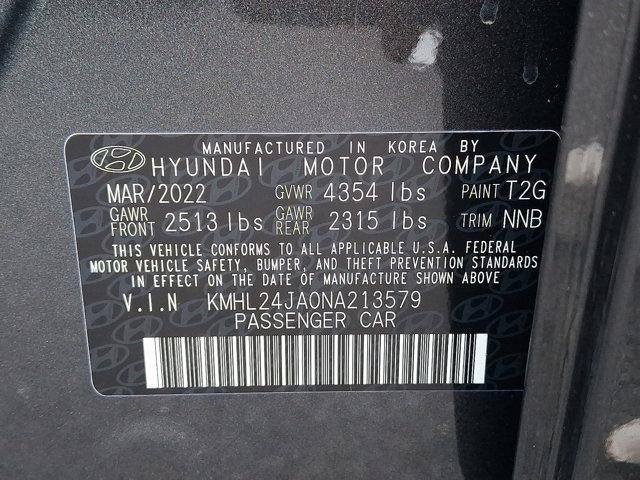 MANUFACTURED IN KOREA BY
HYUNDAI MOTOR COMPANY
MAR/2022 GVWR 4354 lbs PAINT T2G
GAWR FRONT 2513 lbs GAWR REAR 2315 lbs TRIM NNB
THIS VEHICLE CONFORMS TO ALL APPLICABLE U.S.A. FEDERAL
MOTOR VEHICLE SAFETY, BUMPER, AND THEFT PREVENTION STANDARDS
IN EFFECT ON THE DATE OF MANUFACTURE SHOWN ABOVE
V.I.N KMHL24JA0NA213579
PASSENGER CAR